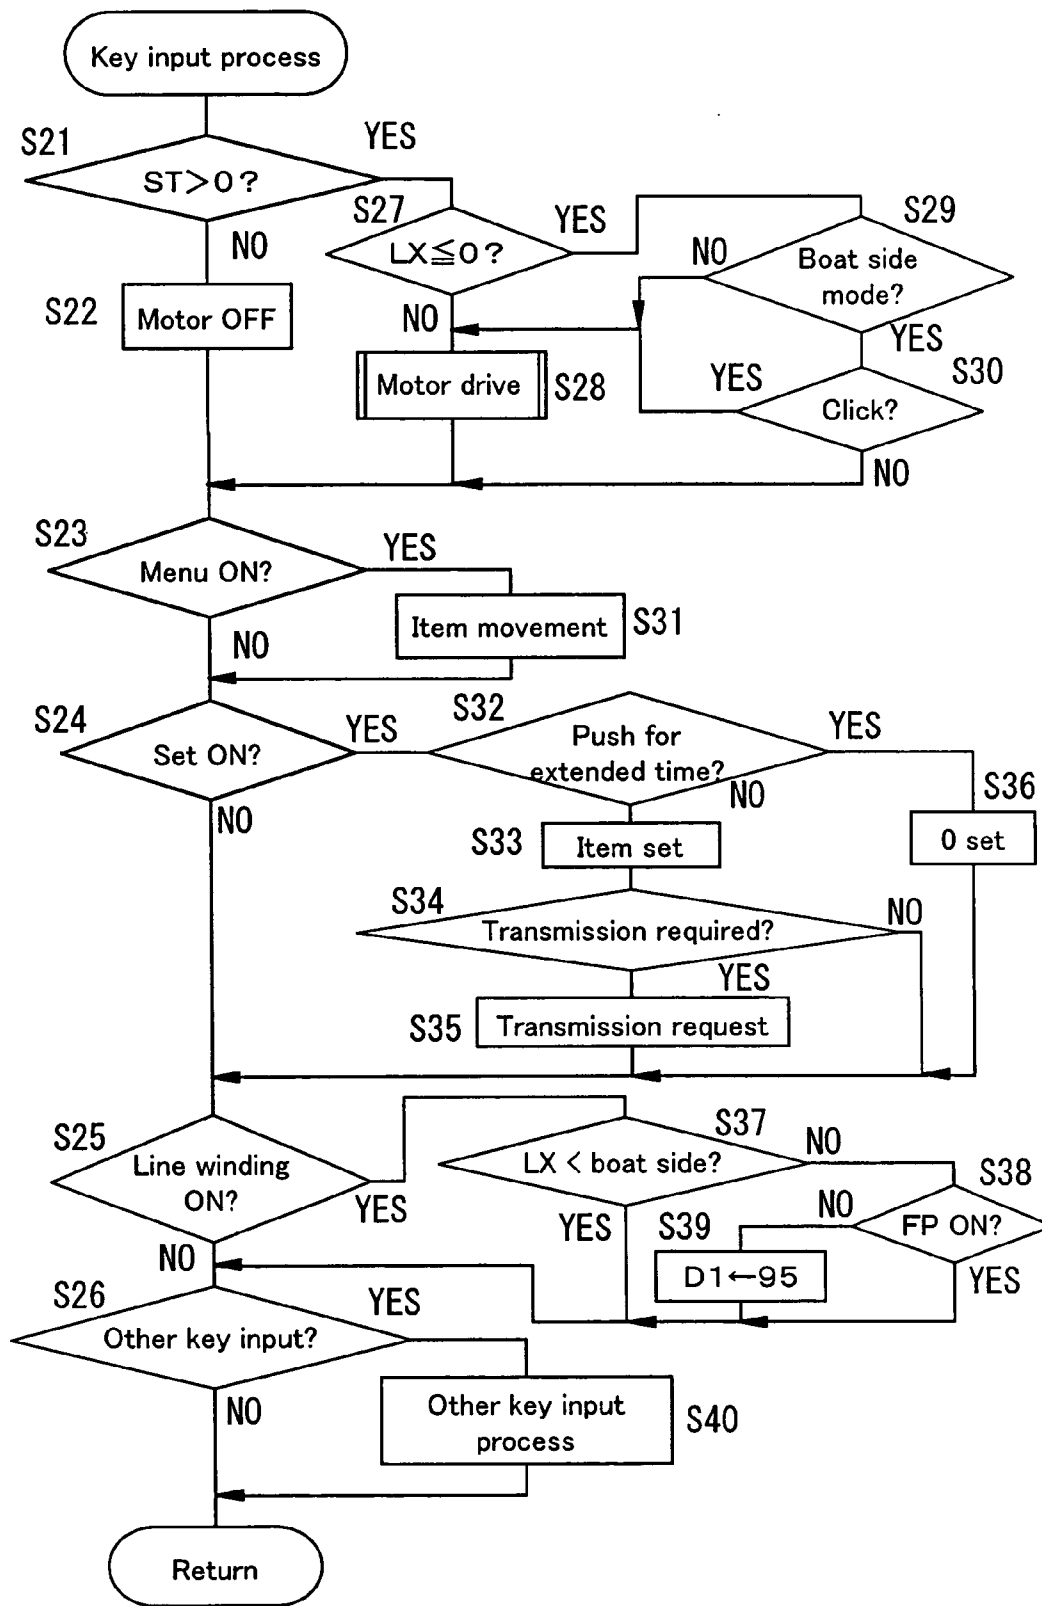 Key input process
S21
YES
ST>0?
NO
S27
YES
LX≦0?
S29
NO
Boat side
mode?
S22
Motor OFF
NO
YES
Motor drive
S28
YES
S30
Click?
NO
S23
YES
Menu ON?
NO
Item movement
S31
S24
YES
Set ON?
NO
S32
YES
Push for
extended time?
NO
S36
0 set
S33
Item set
S34
NO
Transmission required?
YES
S35
Transmission request
S25
Line winding
ON?
YES
NO
S37
NO
LX < boat side?
YES
S38
NO
FP ON?
YES
S39
D1←95
S26
YES
Other key input?
NO
Other key input
process
S40
Return